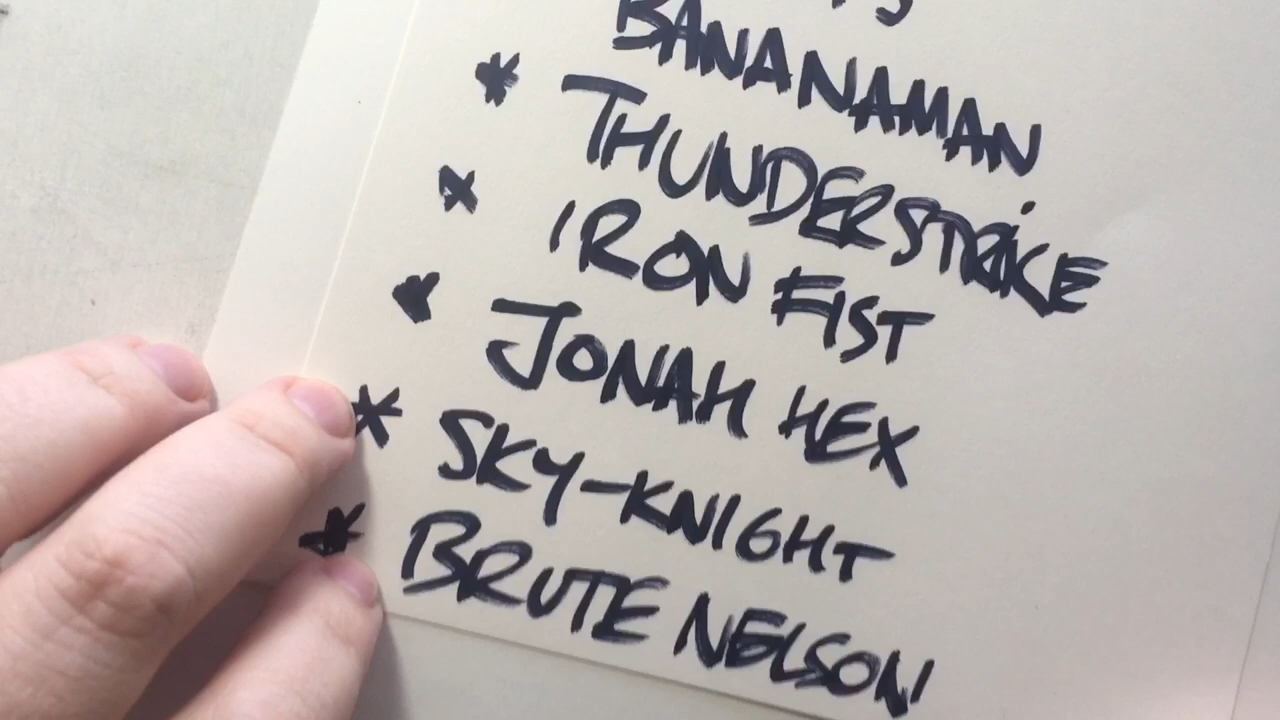 BANANAMAN
* THUNDERSTRIKE
* IRON FIST
* JONAH HEX
* SKY-KNIGHT
* BRUTE NELSON